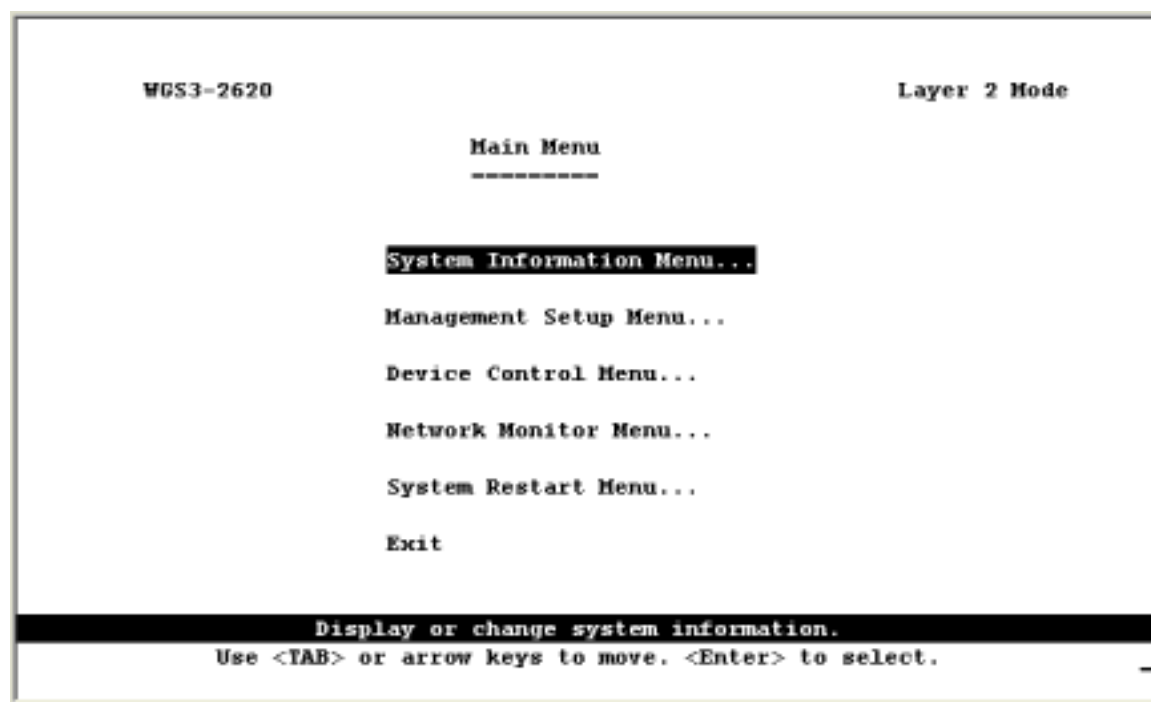 WGS3-2620 Layer 2 Mode
Main Menu
---------
System Information Menu...
Management Setup Menu...
Device Control Menu...
Network Monitor Menu...
System Restart Menu...
Exit
Display or change system information.
Use <TAB> or arrow keys to move. <Enter> to select.